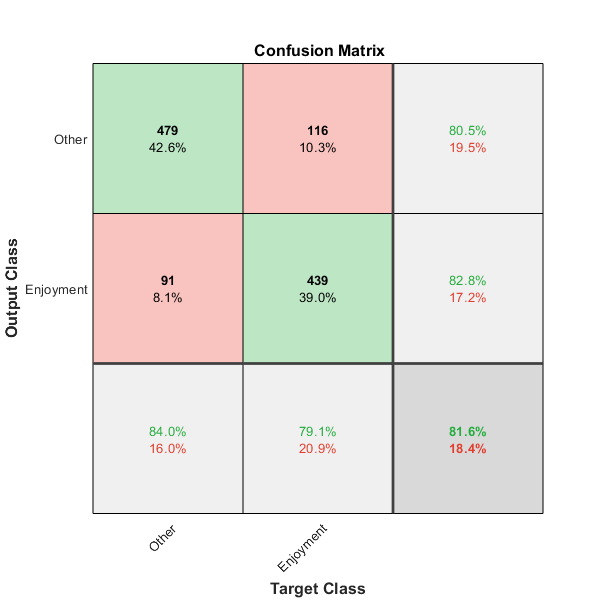 Confusion Matrix
Output Class
Other
479
42.6%
116
10.3%
80.5%
19.5%
Enjoyment
91
8.1%
439
39.0%
82.8%
17.2%
84.0%
16.0%
79.1%
20.9%
81.6%
18.4%
Other
Enjoyment
Target Class